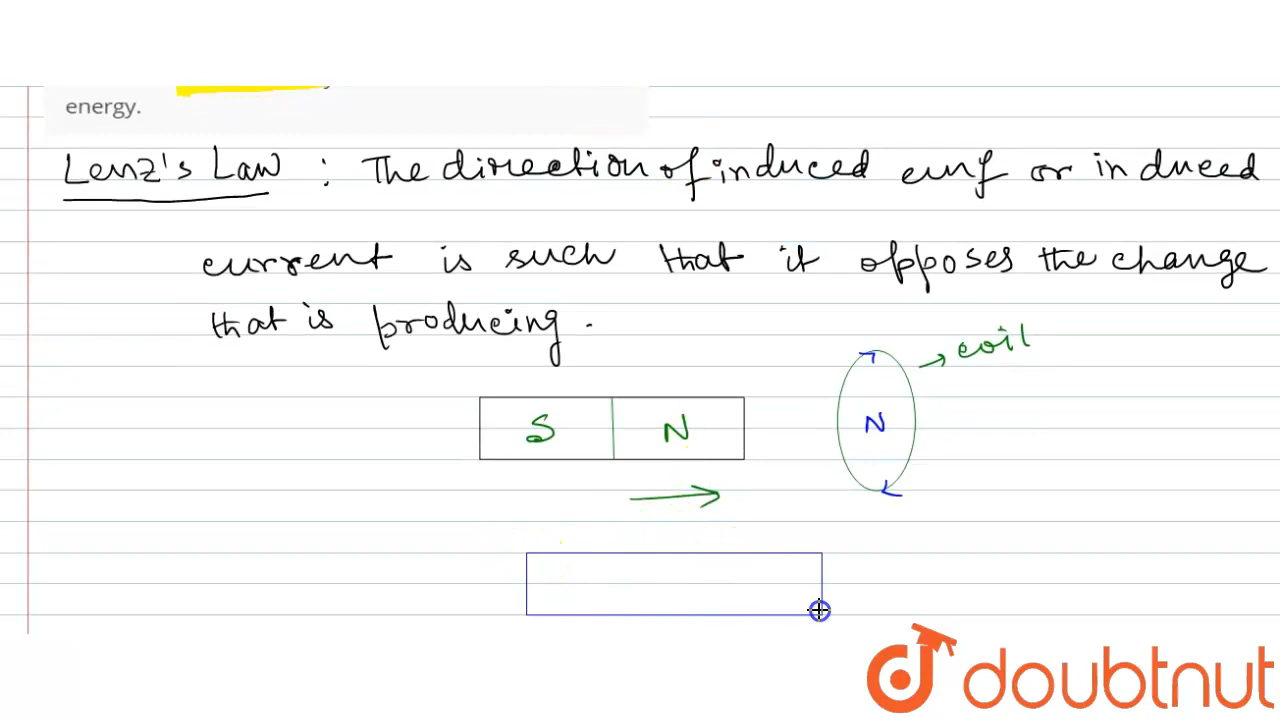 energy.
Lenz's Law : The direction of induced emf or induced
current is such that it opposes the change
that is producing.
→ coil
S N
N
doubtnut